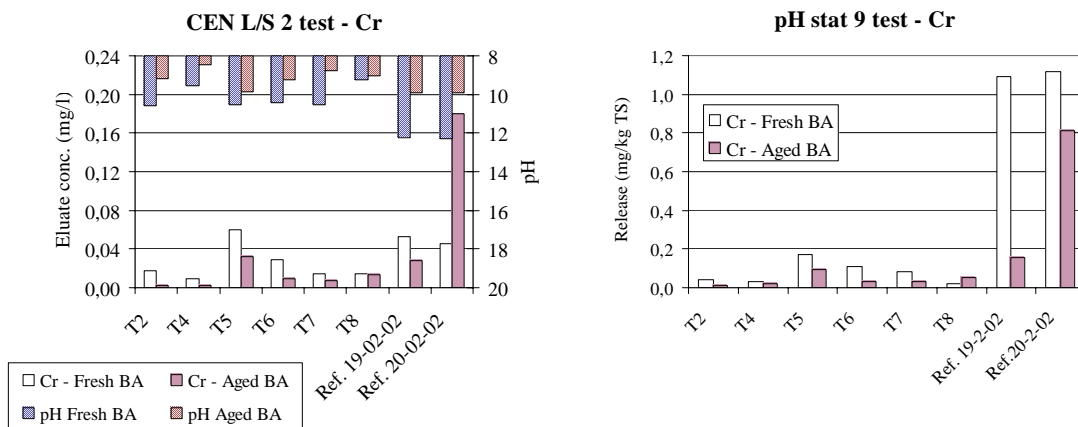 CEN L/S 2 test - Cr
Eluate conc. (mg/l)
0,24
0,20
0,16
0,12
0,08
0,04
0,00
8
10
12
14
16
18
20
pH
T2
T4
T5
T6
T7
T8
Ref. 19-02-02
Ref. 20-02-02
Cr - Fresh BA
Cr - Aged BA
pH Fresh BA
pH Aged BA
pH stat 9 test - Cr
Release (mg/kg TS)
1,2
1,0
0,8
0,6
0,4
0,2
0,0
Cr - Fresh BA
Cr - Aged BA
T2
T4
T5
T6
T7
T8
Ref. 19-2-02
Ref.20-2-02